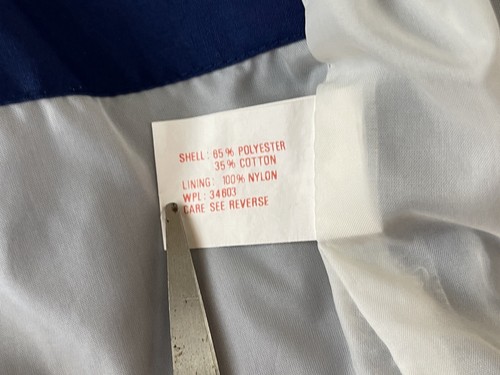 SHELL: 65% POLYESTER
35% COTTON
LINING: 100% NYLON
WPL: 34603
CARE SEE REVERSE